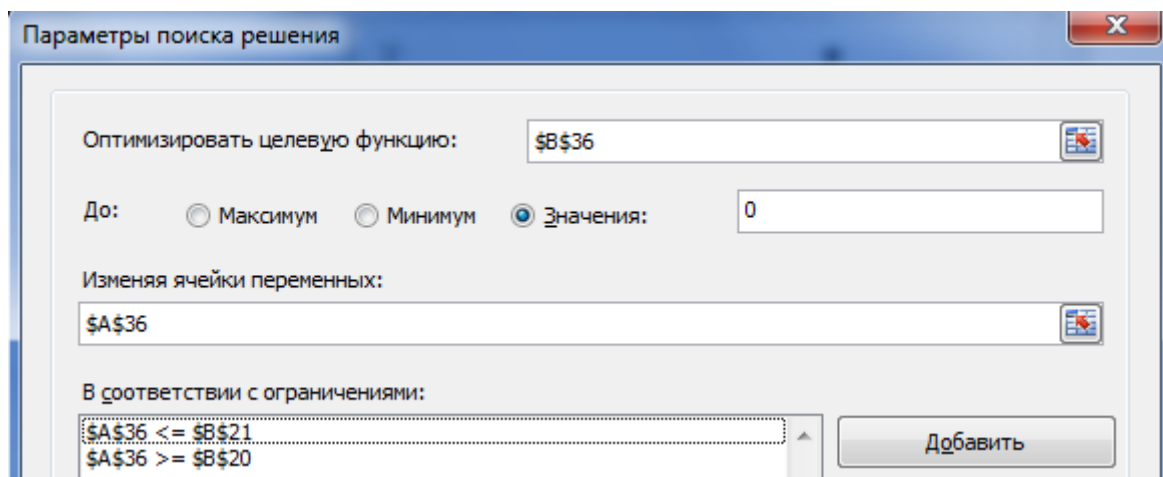 Параметры поиска решения
Оптимизировать целевую функцию: $B$36
До: Максимум Минимум Значения: 0
Изменяя ячейки переменных:
$A$36
В соответствии с ограничениями:
$A$36 <= $B$21
$A$36 >= $B$20
Добавить